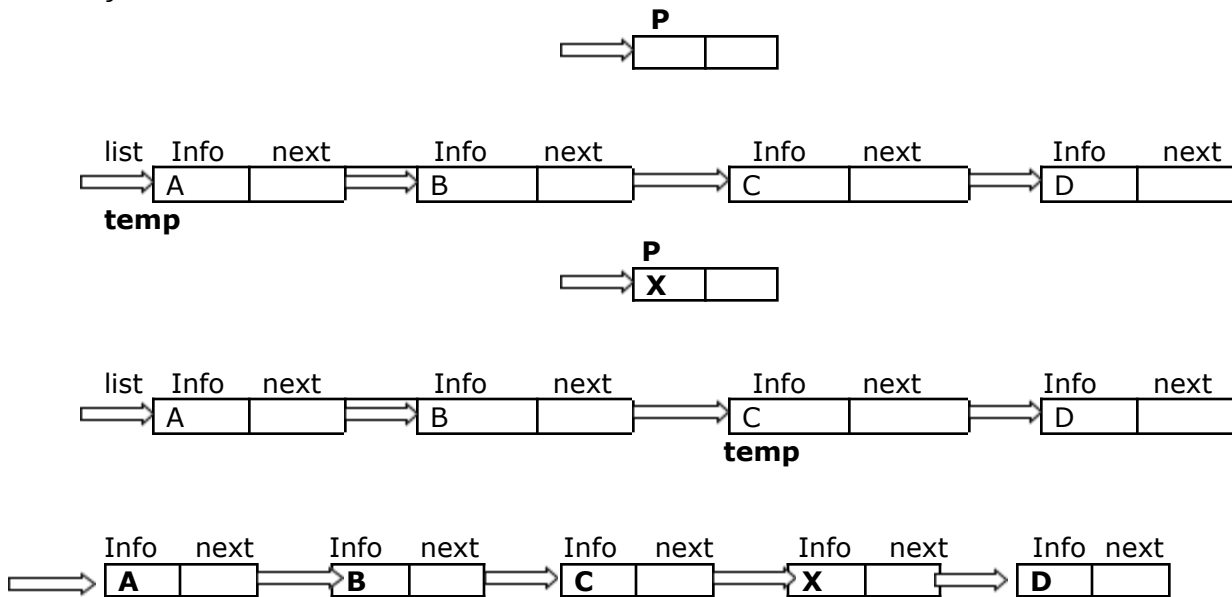 P
list Info next Info next Info next Info next
A B C D
temp
P
X
list Info next Info next Info next Info next
A B C D
temp
Info next Info next Info next Info next Info next
A B C X D